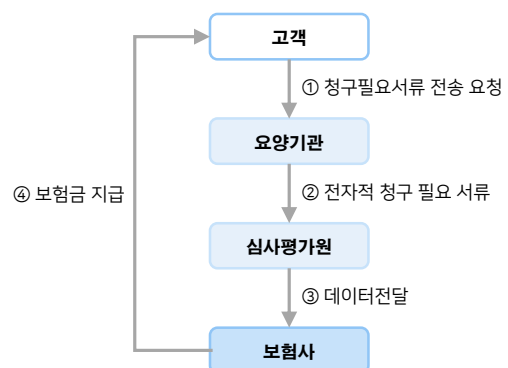 고객
① 청구필요서류 전송 요청
요양기관
② 전자적 청구 필요 서류
④ 보험금 지급
심사평가원
③ 데이터전달
보험사